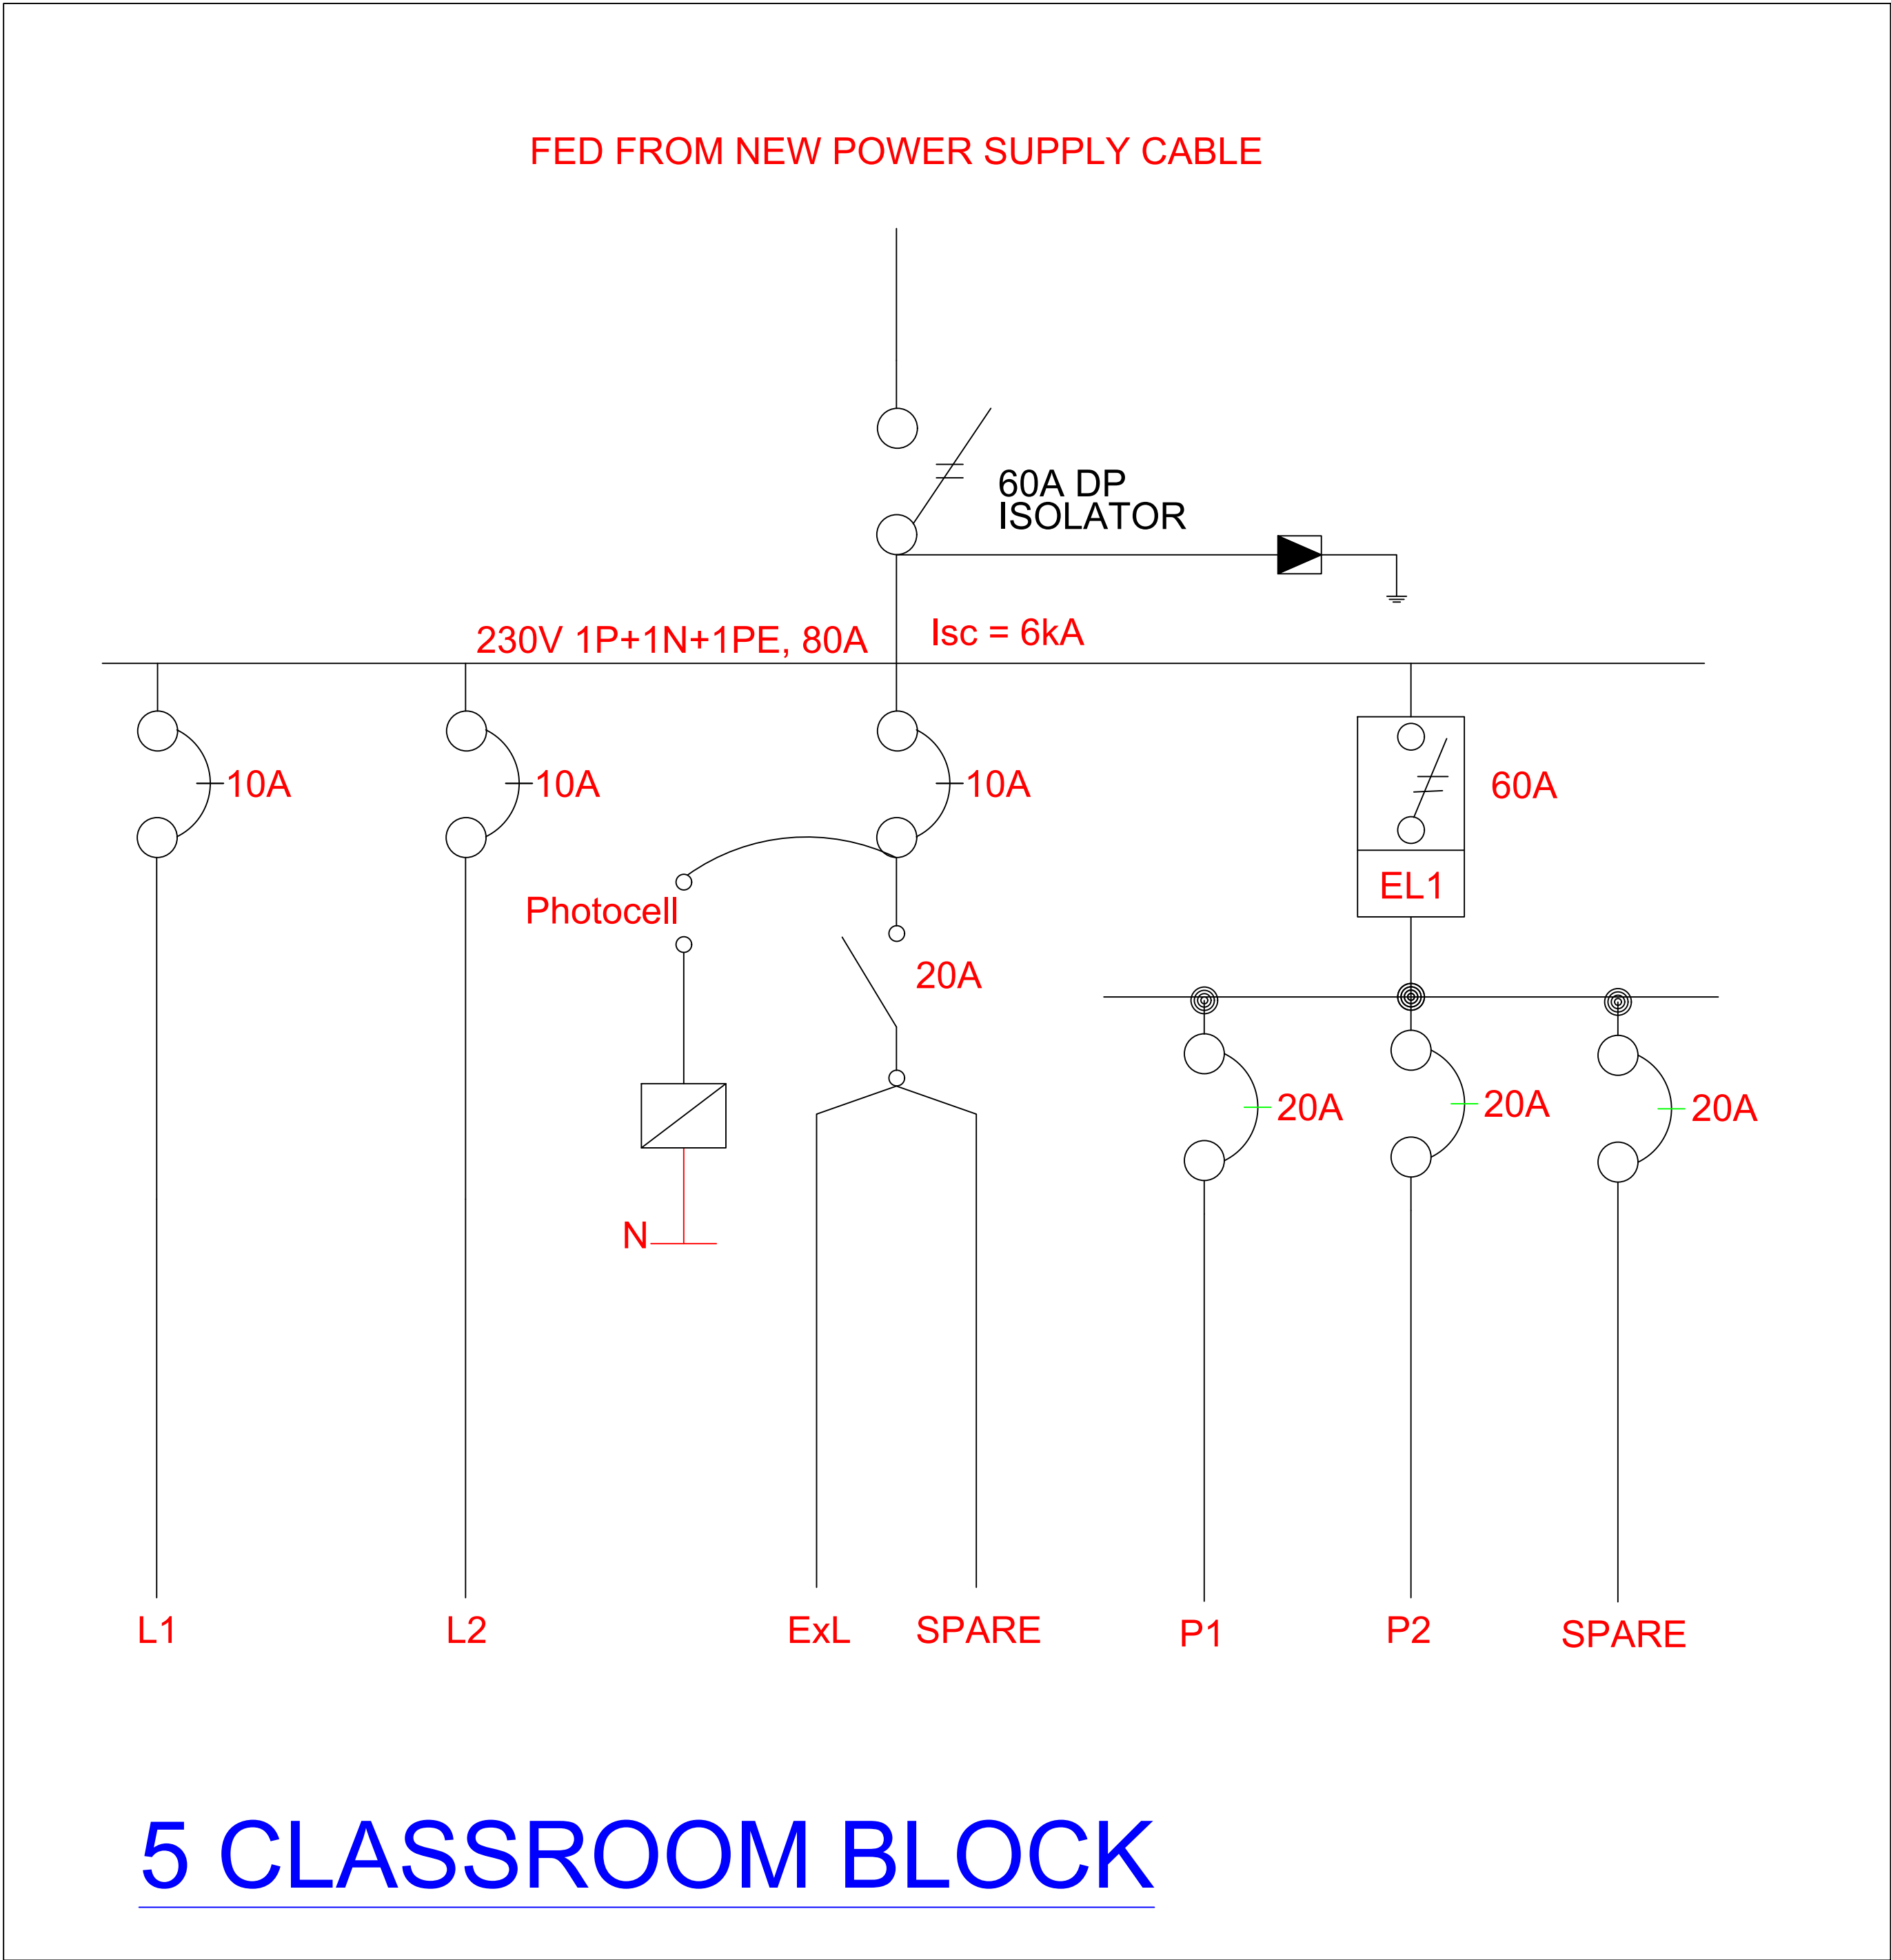 FED FROM NEW POWER SUPPLY CABLE
60A DP
ISOLATOR
230V 1P+1N+1PE, 80A
Isc = 6kA
10A
10A
10A
60A
EL1
Photocell
20A
20A
20A
20A
N
L1
L2
ExL
SPARE
P1
P2
SPARE
5 CLASSROOM BLOCK